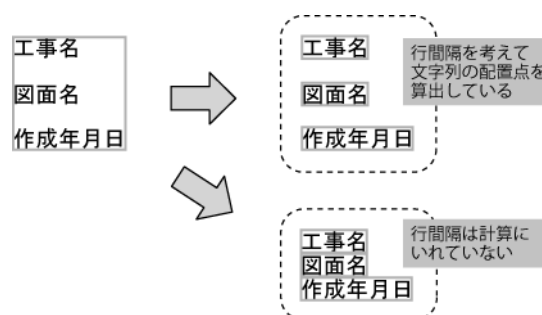 工事名
図面名
作成年月日
工事名
図面名
作成年月日
行間隔を考えて
文字列の配置点を
算出している
工事名
図面名
作成年月日
行間隔は計算に
いれていない